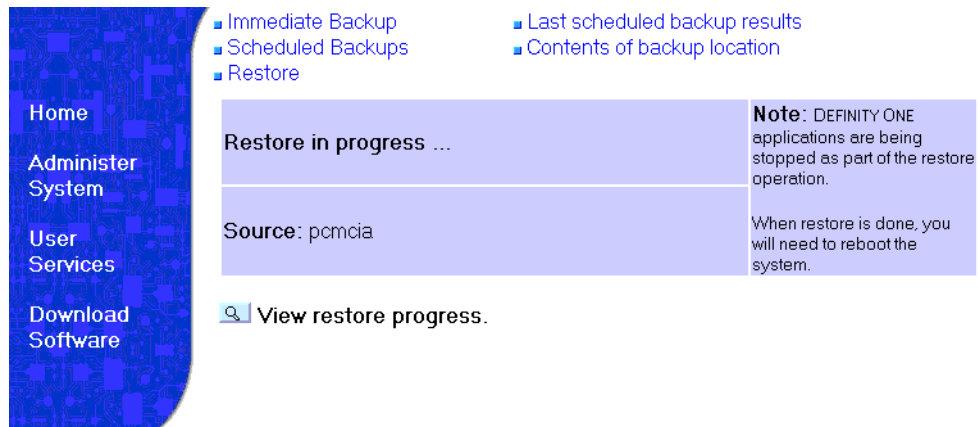 Immediate Backup
Scheduled Backups
Restore
Last scheduled backup results
Contents of backup location
Home
Administer
System
User
Services
Download
Software
Restore in progress ...
Source: pcmcia
Note: DEFINITY ONE
applications are being
stopped as part of the restore
operation.
When restore is done, you
will need to reboot the
system.
View restore progress.